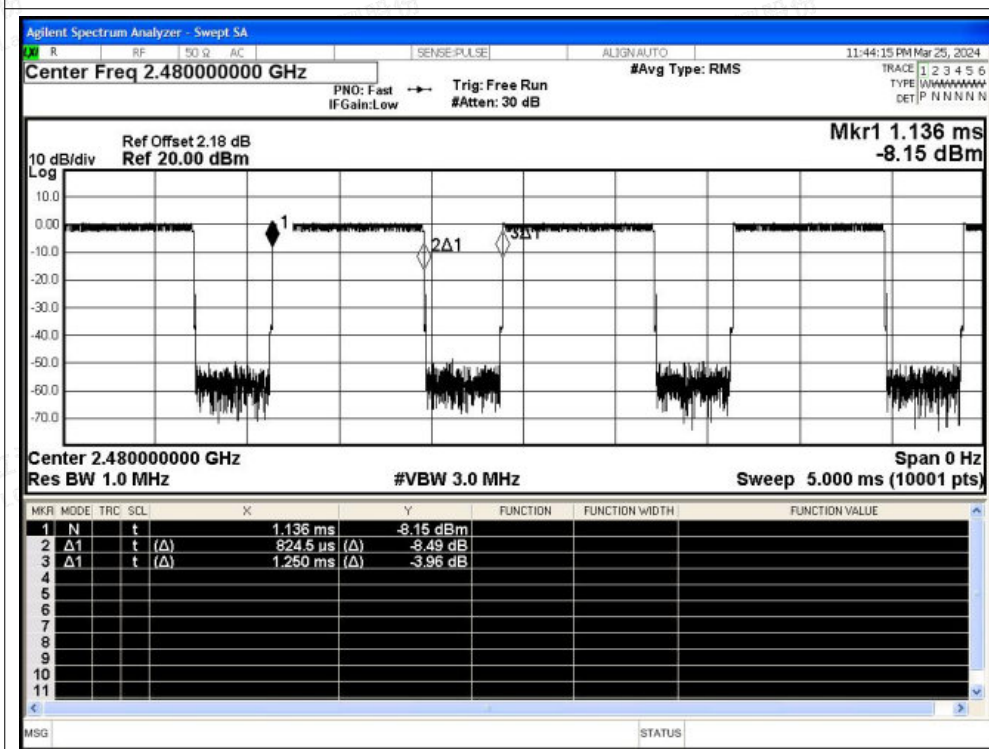 Agilent Spectrum Analyzer - Swept SA
R RF 50 Ω AC SENSE:PULSE ALIGN AUTO 11:44:15 PM Mar 25, 2024
Center Freq 2.480000000 GHz #Avg Type: RMS TRACE 1 2 3 4 5 6
PNO: Fast Trig: Free Run TYPE
IFGain:Low #Atten: 30 dB DET P N N N N N
Mkr1 1.136 ms
Ref Offset 2.18 dB -8.15 dBm
10 dB/div Ref 20.00 dBm
Log
10.0
0.00
1
-10.0
2Δ1
3Δ1
-20.0
-30.0
-40.0
-50.0
-60.0
-70.0
Center 2.480000000 GHz Span 0 Hz
Res BW 1.0 MHz #VBW 3.0 MHz Sweep 5.000 ms (10001 pts)
MKR MODE TRC SCL X Y FUNCTION FUNCTION WIDTH FUNCTION VALUE
1 N t 1.136 ms -8.15 dBm
2 Δ1 t (Δ) 824.5 µs (Δ) -8.49 dB
3 Δ1 t (Δ) 1.250 ms (Δ) -3.96 dB
4
5
6
7
8
9
10
11
MSG STATUS